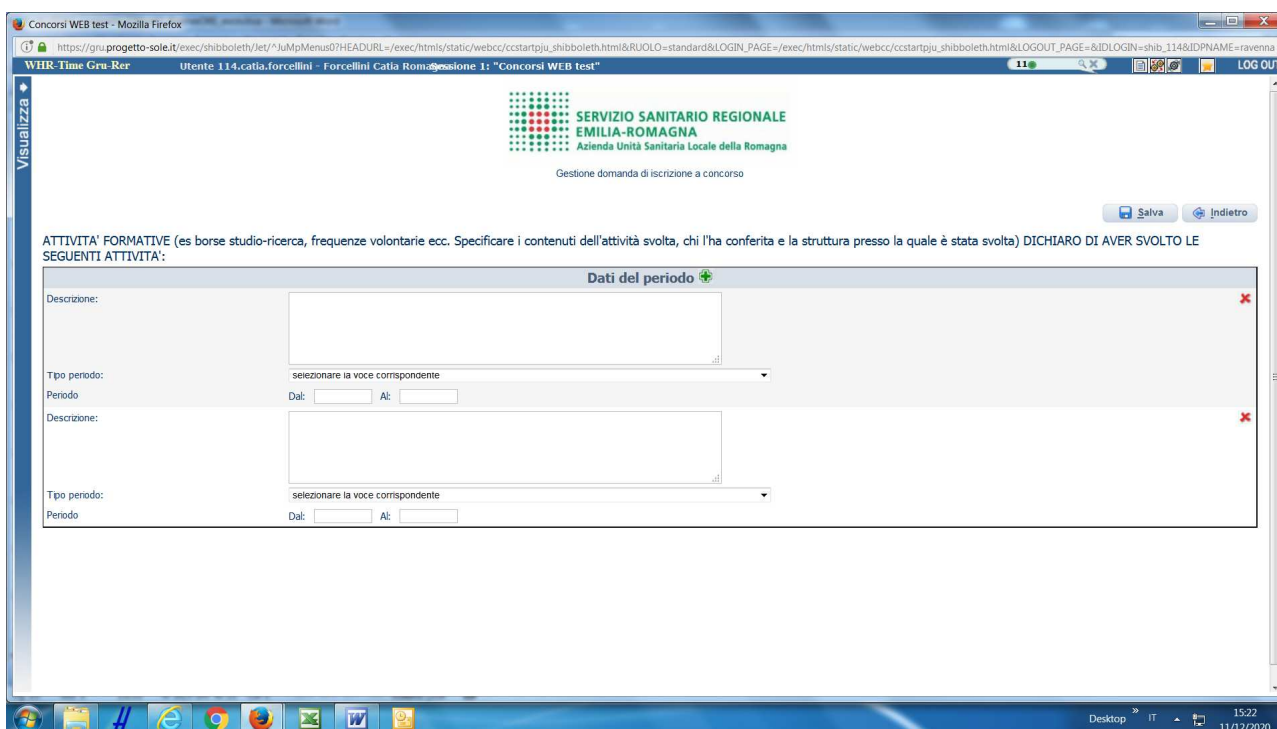 Concorsi WEB test - Mozilla Firefox
https://gru.progetto-sole.it/exec/shibboleth/Jet/^JuMpMenus0?HEADURL=/exec/htmls/static/webcc/ccstartpju_shibboleth.html&RUOLO=standard&LOGIN_PAGE=/exec/htmls/static/webcc/ccstartpju_shibboleth.html&LOGOUT_PAGE=&IDLOGIN=shib_114&IDPNAME=ravenna
WHR-Time Gru-Rer Utente 114.catia.forcellini - Forcellini Catia Sessione 1: "Concorsi WEB test" 11 LOG OU
Visualizza
SERVIZIO SANITARIO REGIONALE
EMILIA-ROMAGNA
Azienda Unità Sanitaria Locale della Romagna
Gestione domanda di iscrizione a concorso
Salva Indietro
ATTIVITA' FORMATIVE (es borse studio-ricerca, frequenze volontarie ecc. Specificare i contenuti dell'attività svolta, chi l'ha conferita e la struttura presso la quale è stata svolta) DICHIARO DI AVER SVOLTO LE
SEGUENTI ATTIVITA':
Dati del periodo
Descrizione:
Tipo periodo: selezionare la voce corrispondente
Periodo Dal: Al:
Descrizione:
Tipo periodo: selezionare la voce corrispondente
Periodo Dal: Al:
Desktop » IT 15:22
11/12/2020